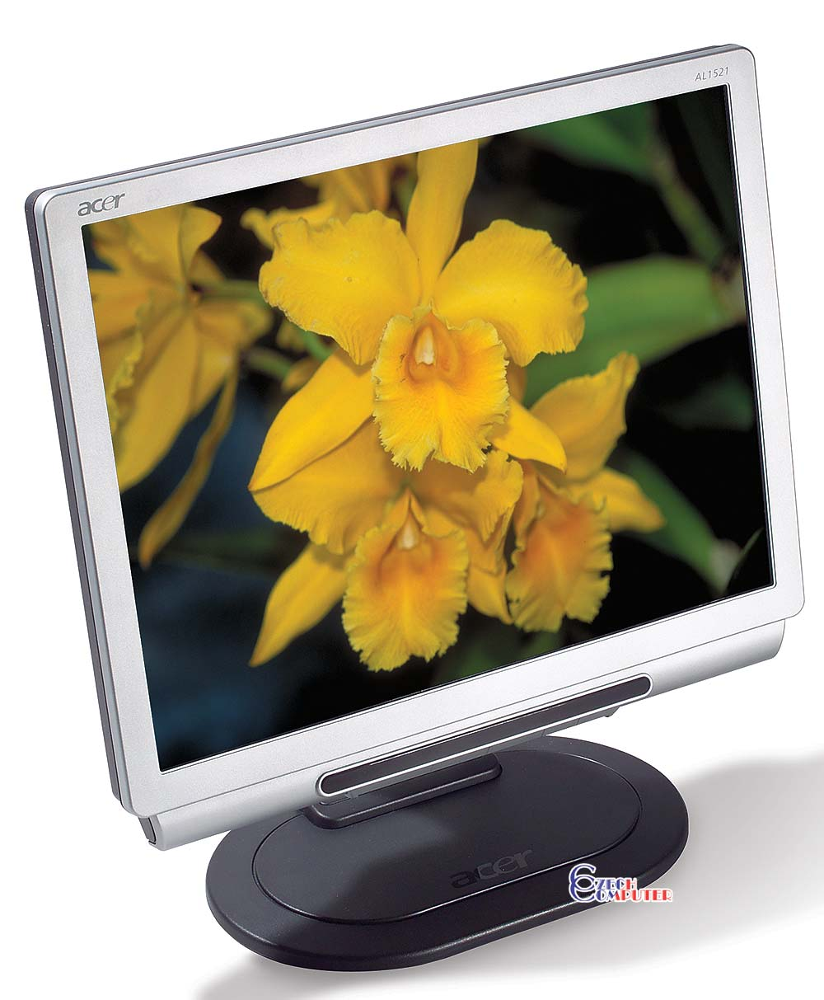 AL1521
acer
acer
CZECH
COMPUTER